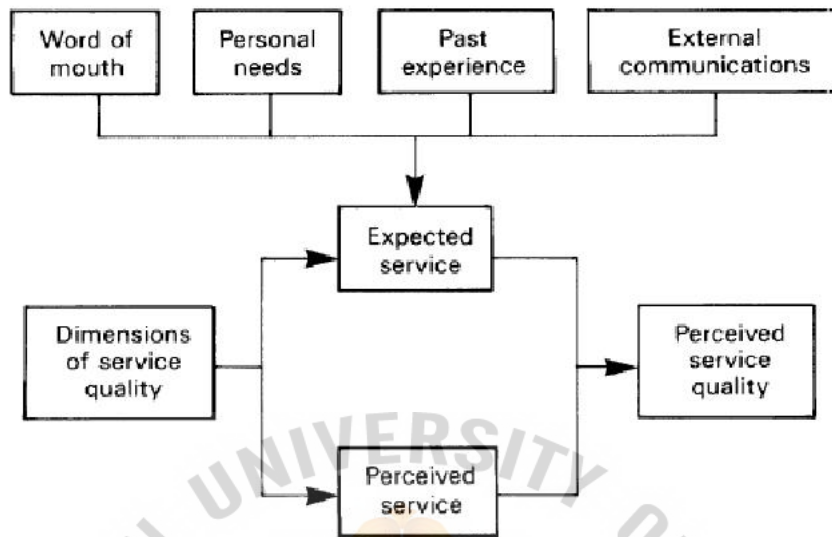 Word of
mouth
Personal
needs
Past
experience
External
communications
Expected
service
Dimensions
of service
quality
Perceived
service
quality
Perceived
service
UNIVERSITY